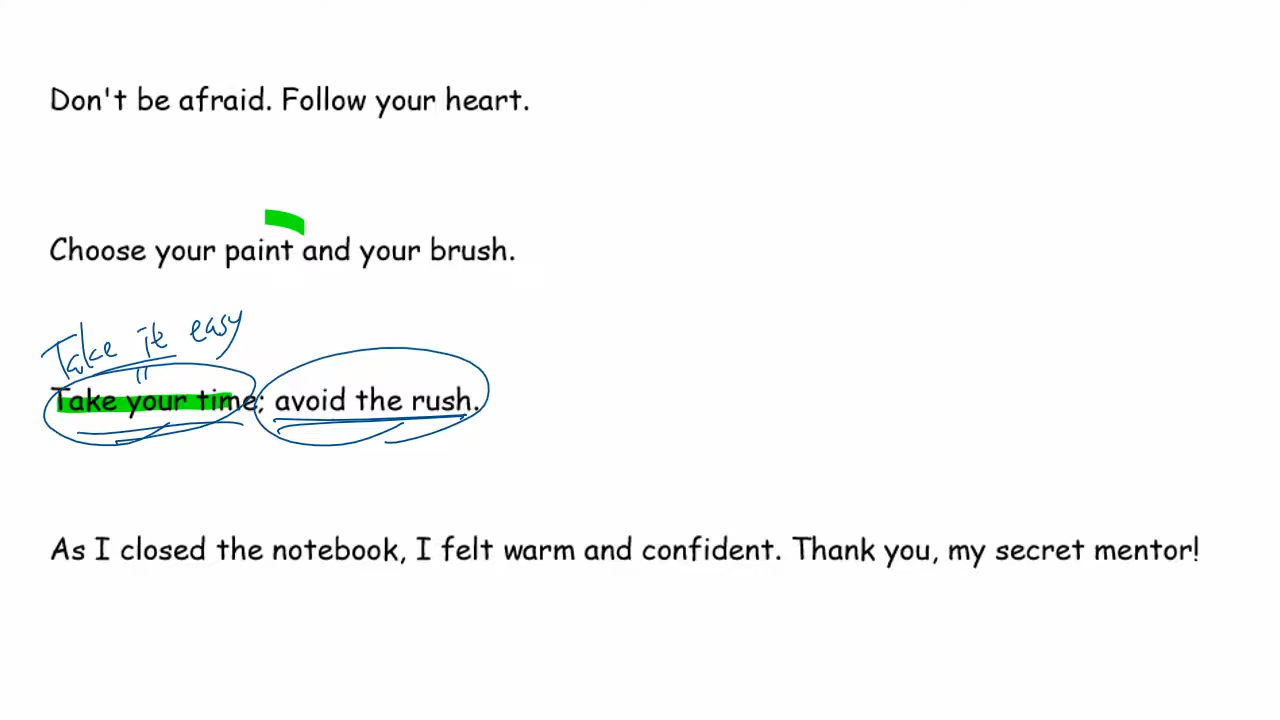 Don't be afraid. Follow your heart.
Choose your paint and your brush.
Take it easy
Take your time; avoid the rush.
As I closed the notebook, I felt warm and confident. Thank you, my secret mentor!